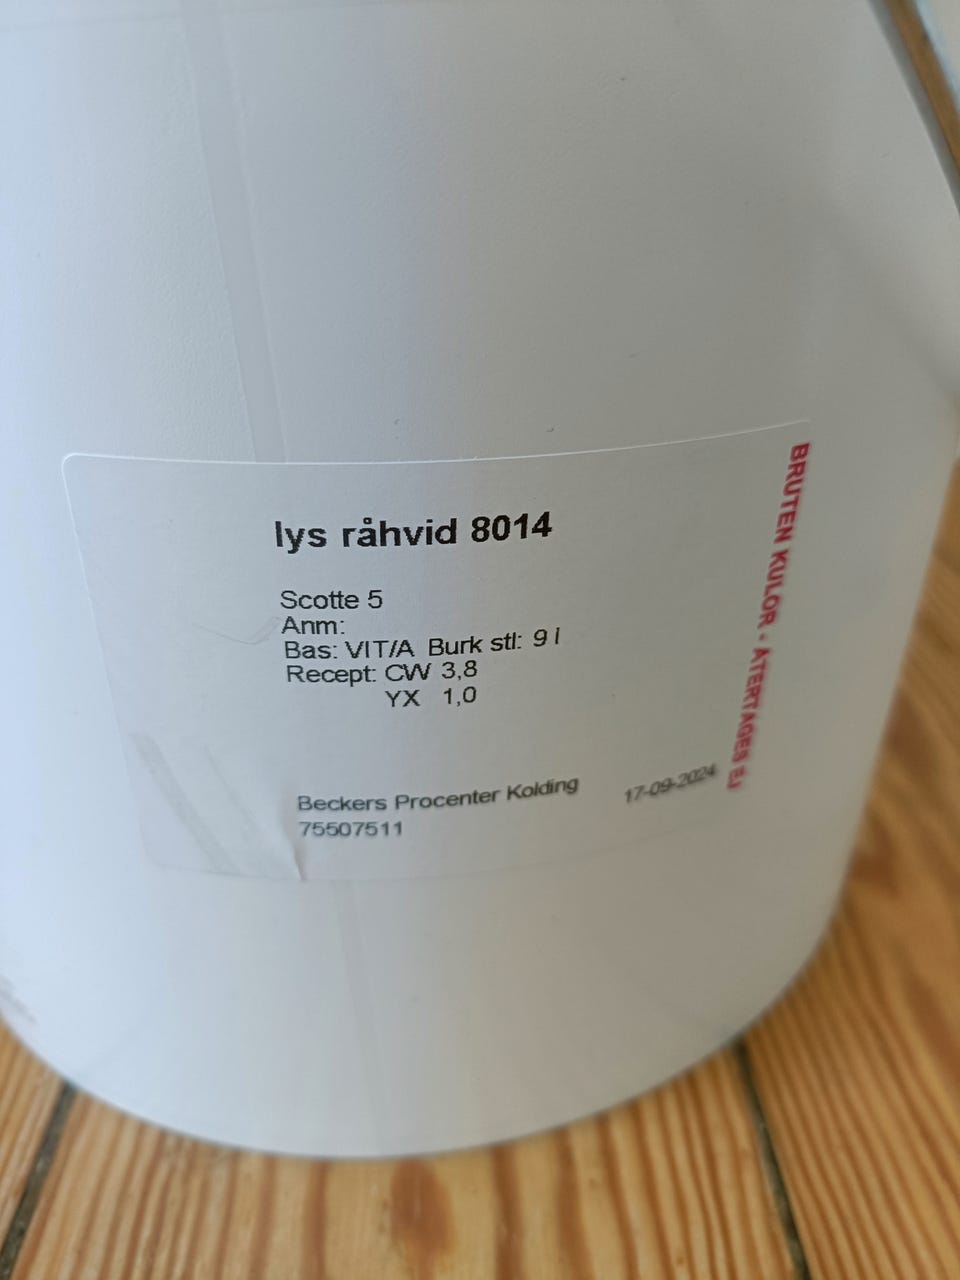 lys råhvid 8014
Scotte 5
Anm:
Bas: VIT/A Burk stl: 9 l
Recept: CW 3,8
YX 1,0
Beckers Procenter Kolding
17-09-2024
75507511
BRUTEN KULÖR - ÅTERTAGES EJ